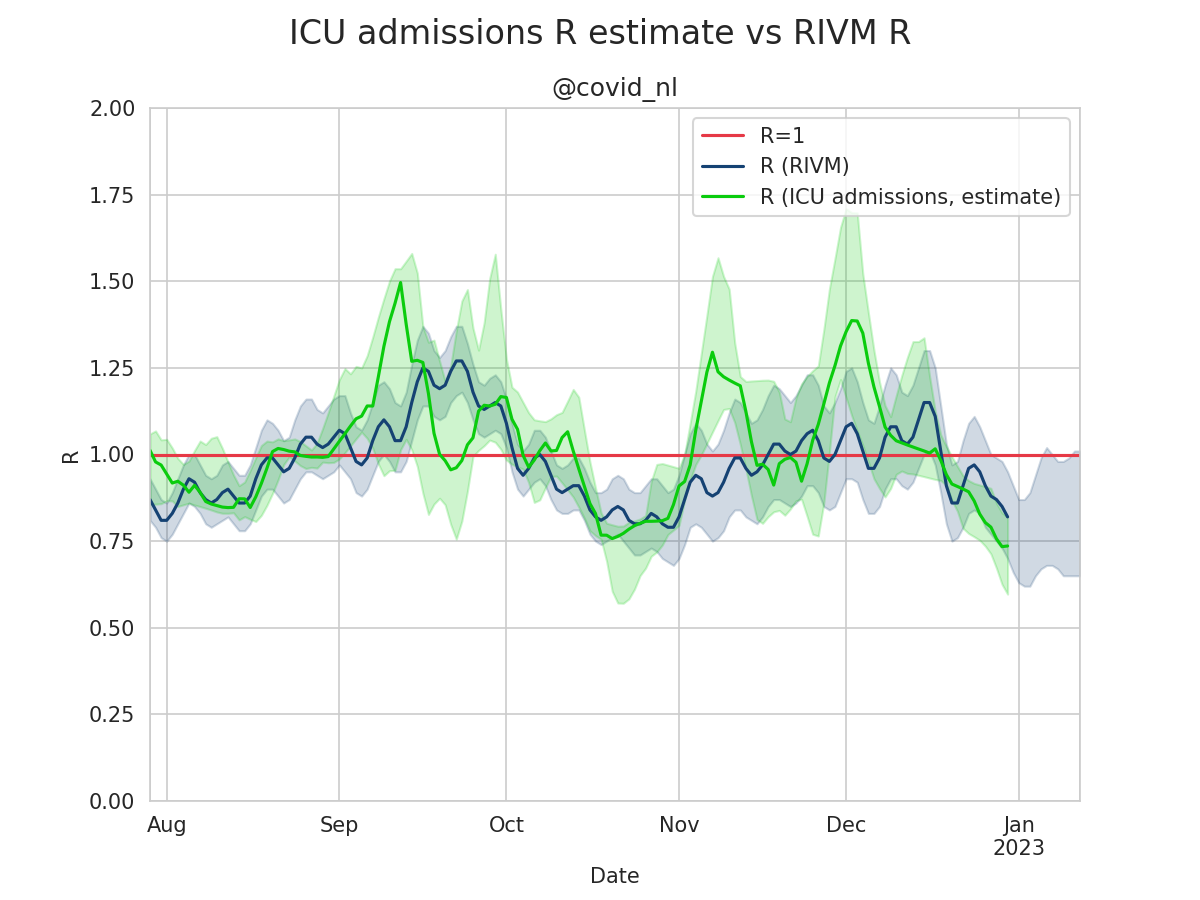 ICU admissions R estimate vs RIVM R
@covid_nl
R=1
R (RIVM)
R (ICU admissions, estimate)
2.00
1.75
1.50
1.25
1.00
0.75
0.50
0.25
0.00
R
Aug Sep Oct Nov Dec Jan
2023
Date